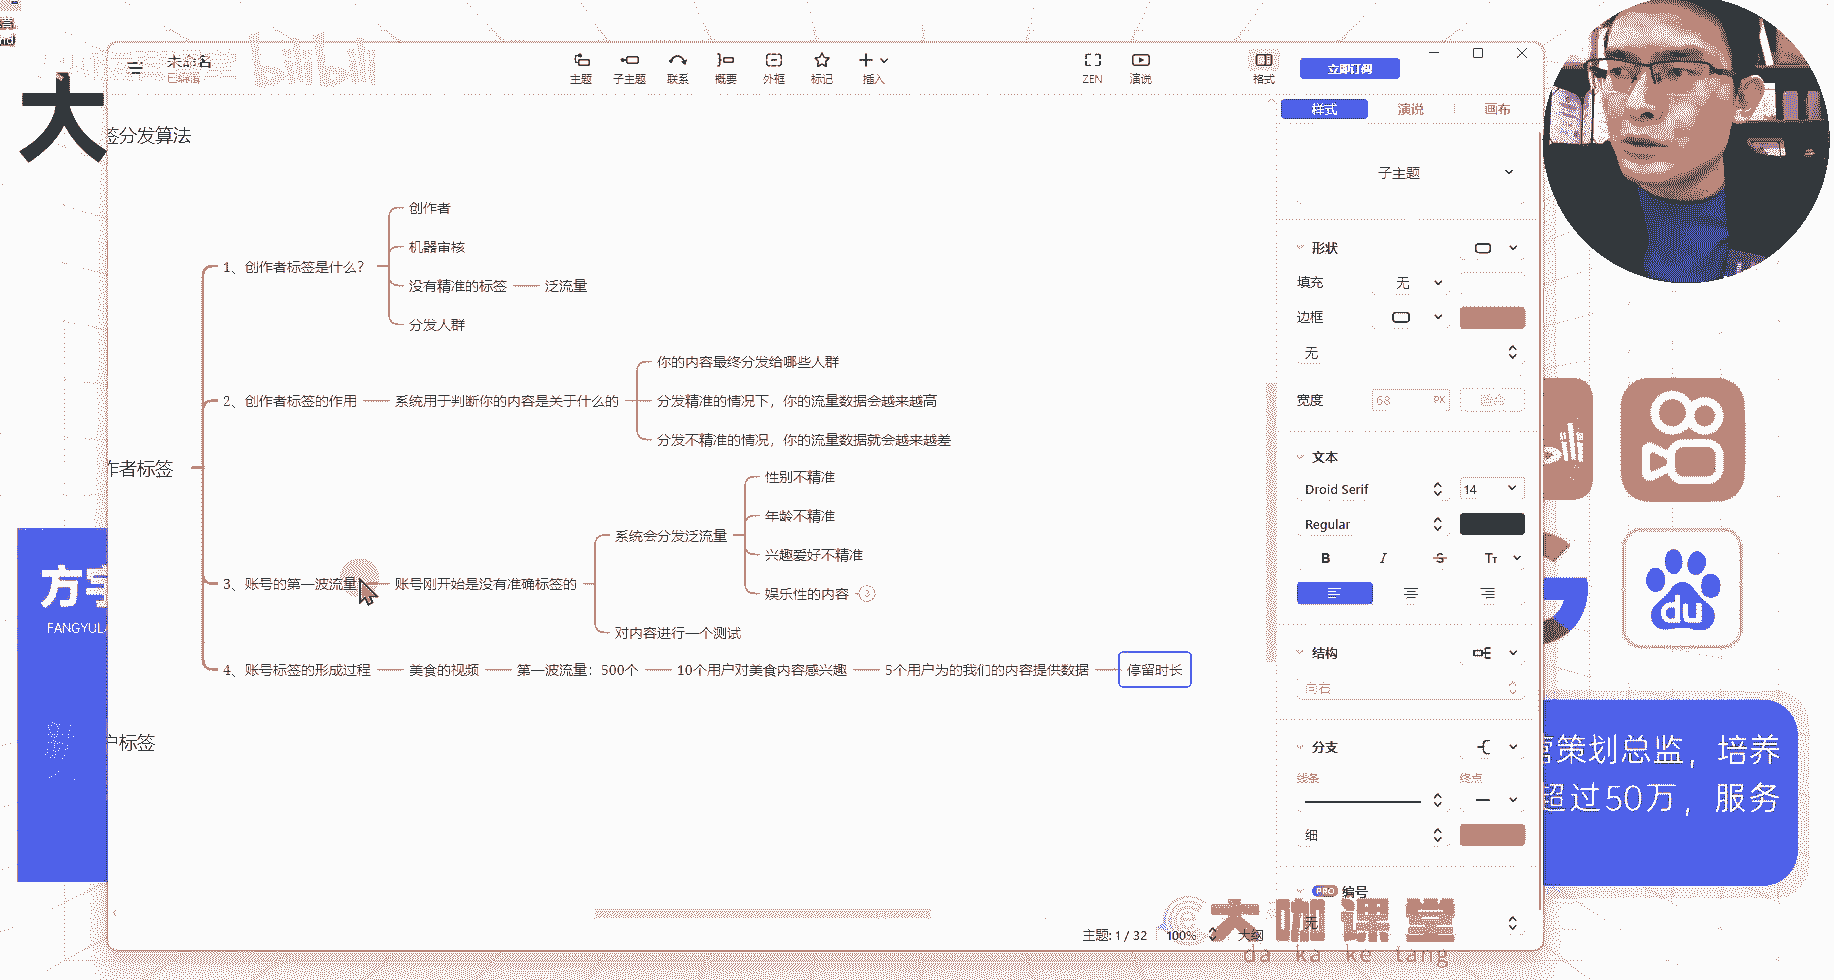 未命名
已编辑
主题
子主题
联系
概要
外框
标记
插入
ZEN
演说
格式
立即订阅
样式
演说
画布
大
签分发算法
子主题
创作者
机器审核
1、创作者标签是什么？
没有精准的标签
泛流量
分发人群
形状
填充
无
边框
无
宽度
68
PX
你的内容最终分发给哪些人群
2、创作者标签的作用
系统用于判断你的内容是关于什么的
分发精准的情况下，你的流量数据会越来越高
分发不精准的情况，你的流量数据就会越来越差
作者标签
性别不精准
年龄不精准
系统会分发泛流量
兴趣爱好不精准
3、账号的第一波流量
账号刚开始是没有准确标签的
娱乐性的内容
3
对内容进行一个测试
4、账号标签的形成过程
美食的视频
第一波流量：500个
10个用户对美食内容感兴趣
5个用户为的我们的内容提供数据
停留时长
户标签
文本
Droid Serif
14
Regular
B
I
S
TT
结构
向右
分支
线条
终点
细
PRO
编号
无
主题: 1 / 32
100%
大纲
方宇
FANGYULA
bilibili
bili
du
营策划总监，培养
超过50万，服务
大咖课堂
da ka ke tang